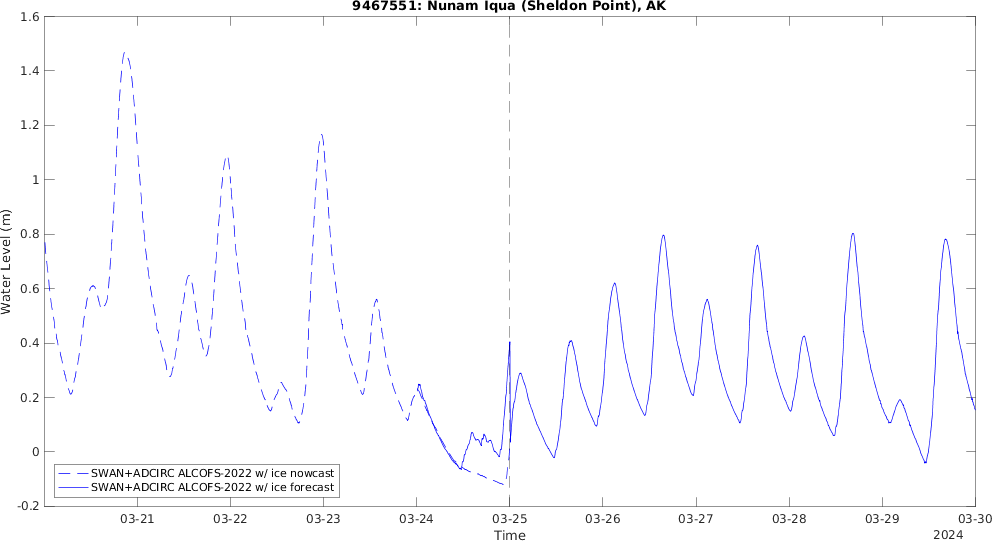 9467551: Nunam Iqua (Sheldon Point), AK
1.6
1.4
1.2
1
0.8
0.6
0.4
0.2
0
-0.2
Water Level (m)
SWAN+ADCIRC ALCOFS-2022 w/ ice nowcast
SWAN+ADCIRC ALCOFS-2022 w/ ice forecast
03-21 03-22 03-23 03-24 03-25 03-26 03-27 03-28 03-29 03-30
Time
2024